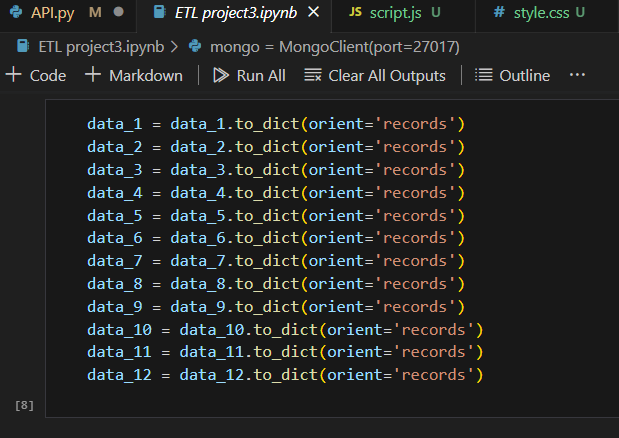 API.py M ETL project3.ipynb JS script.js U # style.css U
ETL project3.ipynb > mongo = MongoClient(port=27017)
+ Code + Markdown Run All Clear All Outputs Outline ...
data_1 = data_1.to_dict(orient='records')
data_2 = data_2.to_dict(orient='records')
data_3 = data_3.to_dict(orient='records')
data_4 = data_4.to_dict(orient='records')
data_5 = data_5.to_dict(orient='records')
data_6 = data_6.to_dict(orient='records')
data_7 = data_7.to_dict(orient='records')
data_8 = data_8.to_dict(orient='records')
data_9 = data_9.to_dict(orient='records')
data_10 = data_10.to_dict(orient='records')
data_11 = data_11.to_dict(orient='records')
data_12 = data_12.to_dict(orient='records')
[8]